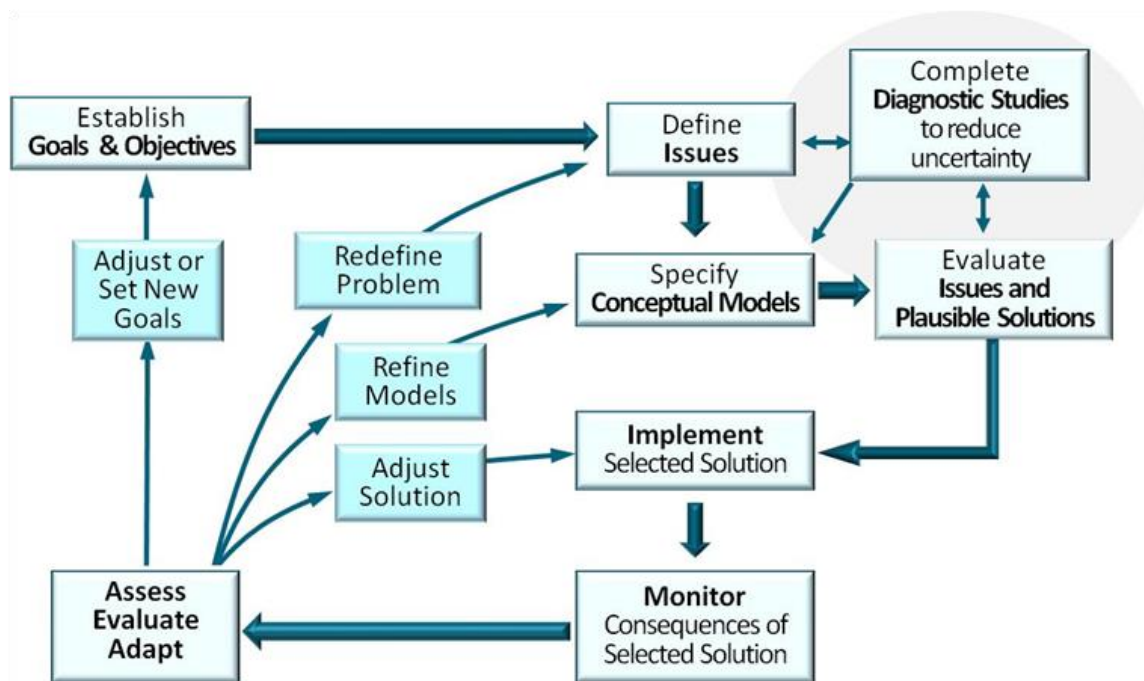 Establish
Goals & Objectives
Define
Issues
Complete
Diagnostic Studies
to reduce
uncertainty
Adjust or
Set New
Goals
Redefine
Problem
Specify
Conceptual Models
Evaluate
Issues and
Plausible Solutions
Refine
Models
Adjust
Solution
Implement
Selected Solution
Assess
Evaluate
Adapt
Monitor
Consequences of
Selected Solution